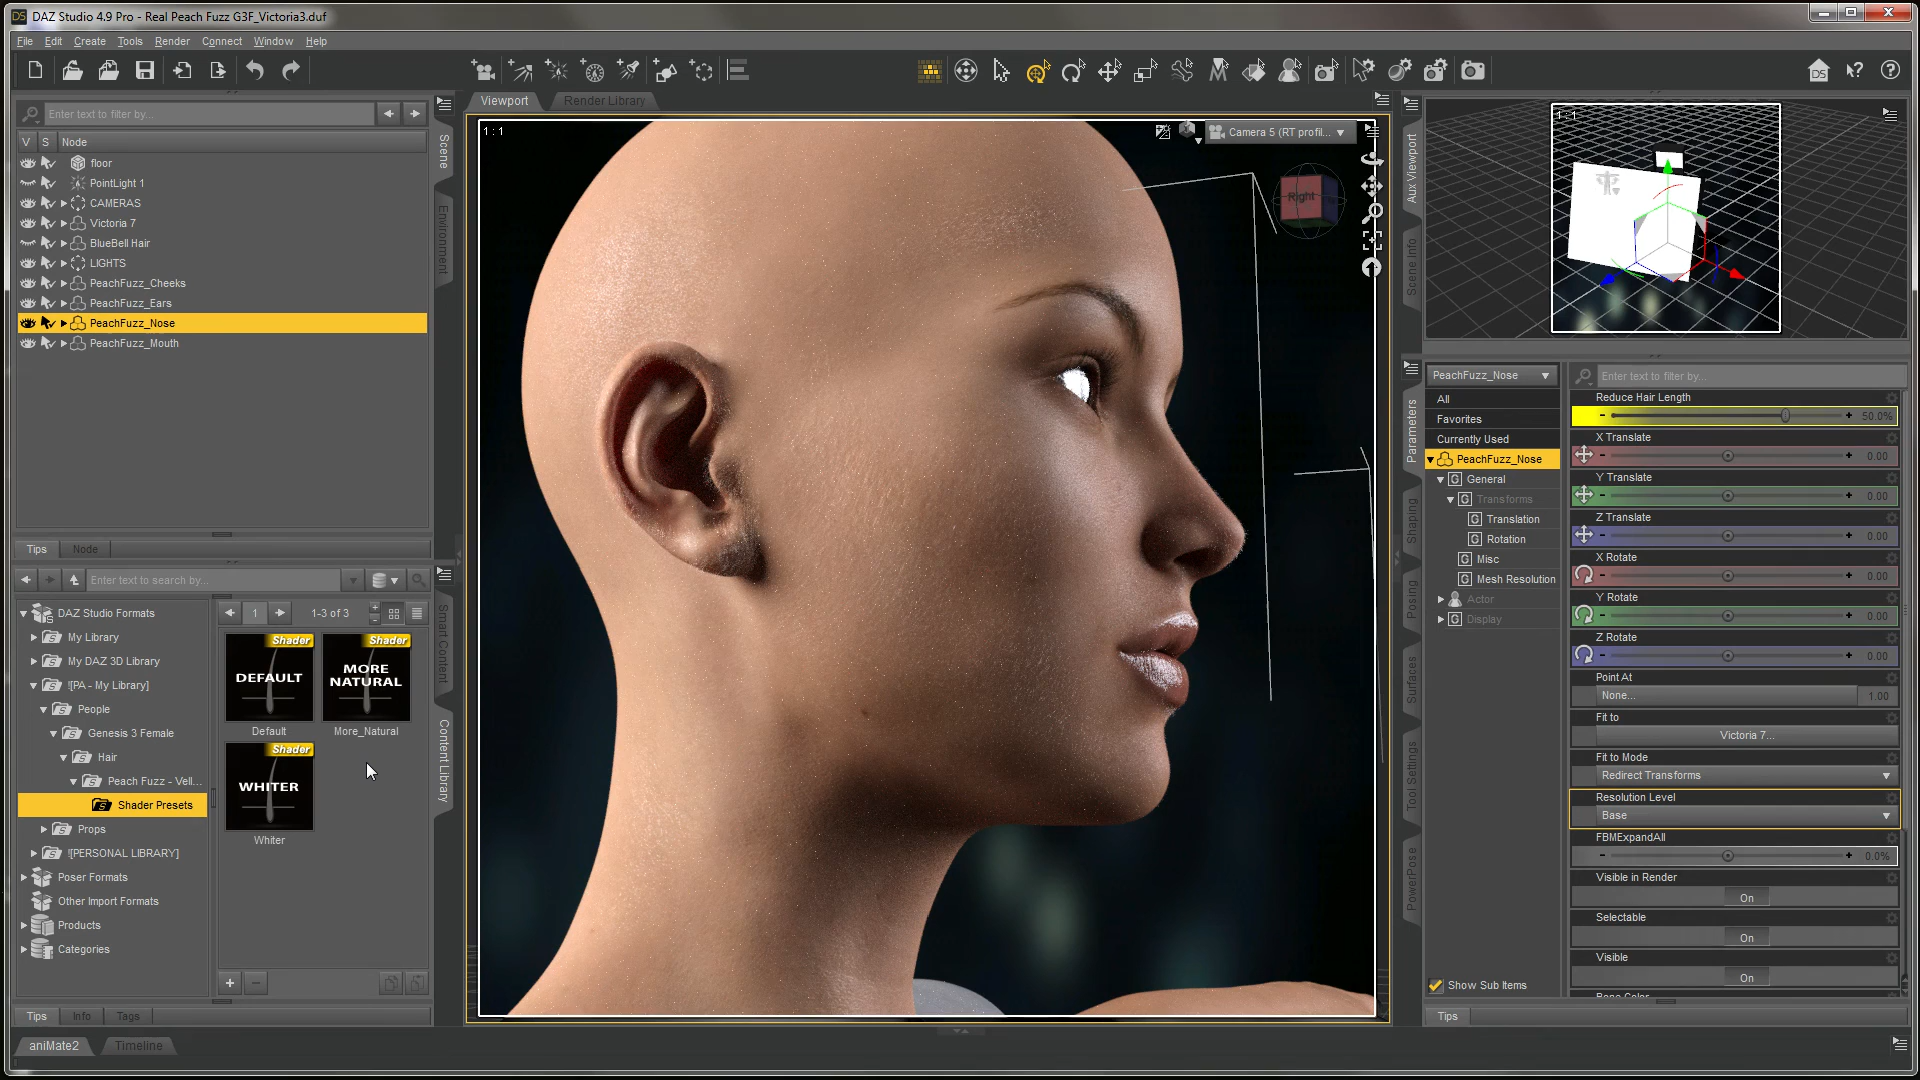 DAZ Studio 4.9 Pro - Real Peach Fuzz G3F_Victoria3.duf
File Edit Create Tools Render Connect Window Help
Viewport Render Library
Enter text to filter by...
V S Node
floor
PointLight 1
CAMERAS
Victoria 7
BlueBell Hair
LIGHTS
PeachFuzz_Cheeks
PeachFuzz_Ears
PeachFuzz_Nose
PeachFuzz_Mouth
Scene
Environment
Tips Node
Enter text to search by...
DAZ Studio Formats
My Library
My DAZ 3D Library
![PA - My Library]
People
Genesis 3 Female
Hair
Peach Fuzz - Vell...
Shader Presets
Props
![PERSONAL LIBRARY]
Poser Formats
Other Import Formats
Products
Categories
1 1-3 of 3
Shader
DEFAULT
Default
Shader
MORE NATURAL
More_Natural
Shader
WHITER
Whiter
Smart Content
Content Library
Tips Info Tags
aniMate2 Timeline
1 : 1
Camera 5 (RT profil...
Right
Aux Viewport
Scene Info
1 : 1
Parameters
Shaping
Posing
Surfaces
Tool Settings
PowerPose
PeachFuzz_Nose
All
Favorites
Currently Used
PeachFuzz_Nose
General
Transforms
Translation
Rotation
Misc
Mesh Resolution
Actor
Display
Show Sub Items
Tips
Enter text to filter by...
Reduce Hair Length
50.0%
X Translate
0.00
Y Translate
0.00
Z Translate
0.00
X Rotate
0.00
Y Rotate
0.00
Z Rotate
0.00
Point At
None... 1.00
Fit to
Victoria 7...
Fit to Mode
Redirect Transforms
Resolution Level
Base
FBMExpandAll
0.0%
Visible in Render
On
Selectable
On
Visible
On